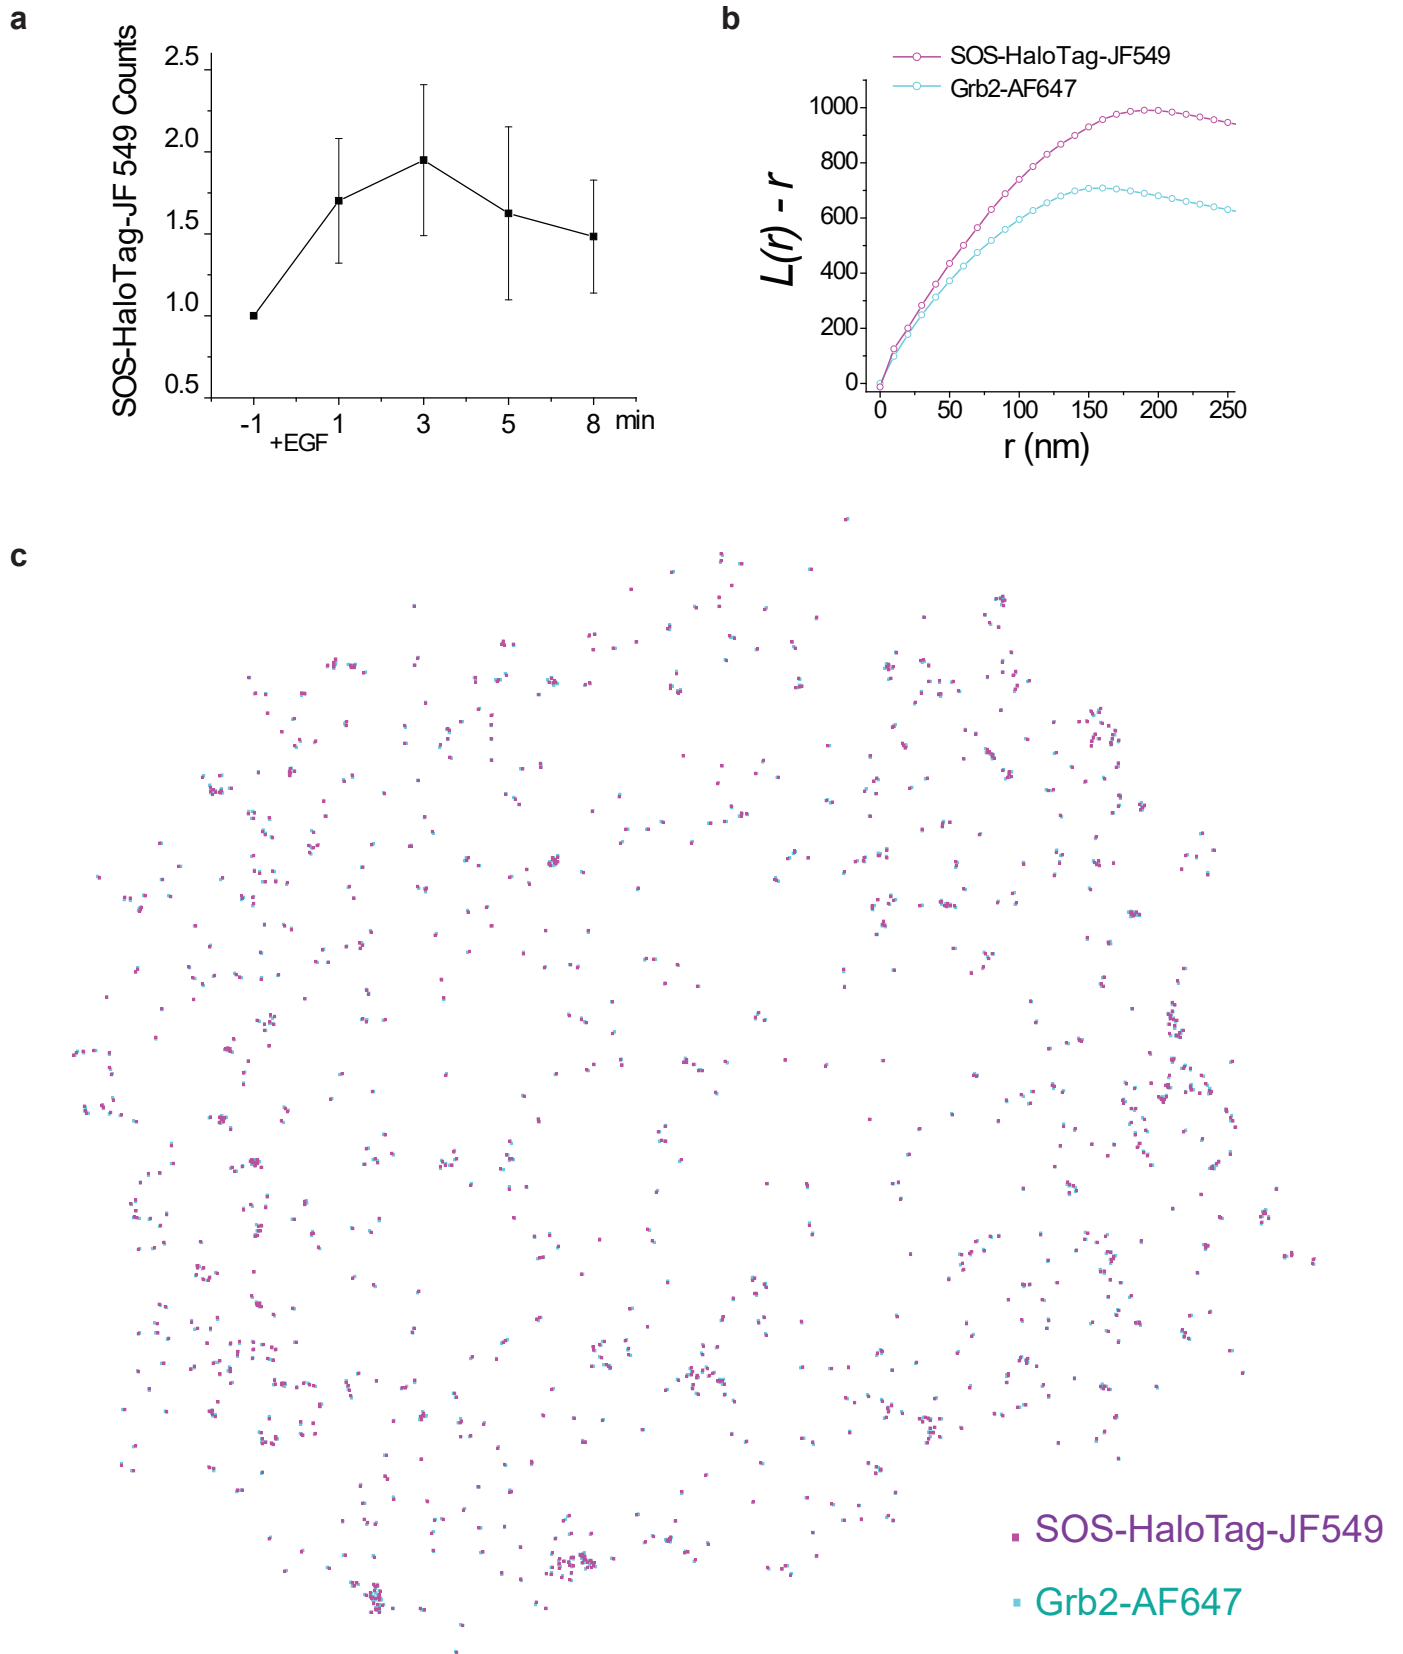 a
SOS-HaloTag-JF 549 Counts
2.5
2.0
1.5
1.0
0.5
-1 1 3 5 8 min
+EGF
b
SOS-HaloTag-JF549
Grb2-AF647
L(r) - r
1000
800
600
400
200
0
0 50 100 150 200 250
r (nm)
c
SOS-HaloTag-JF549
Grb2-AF647